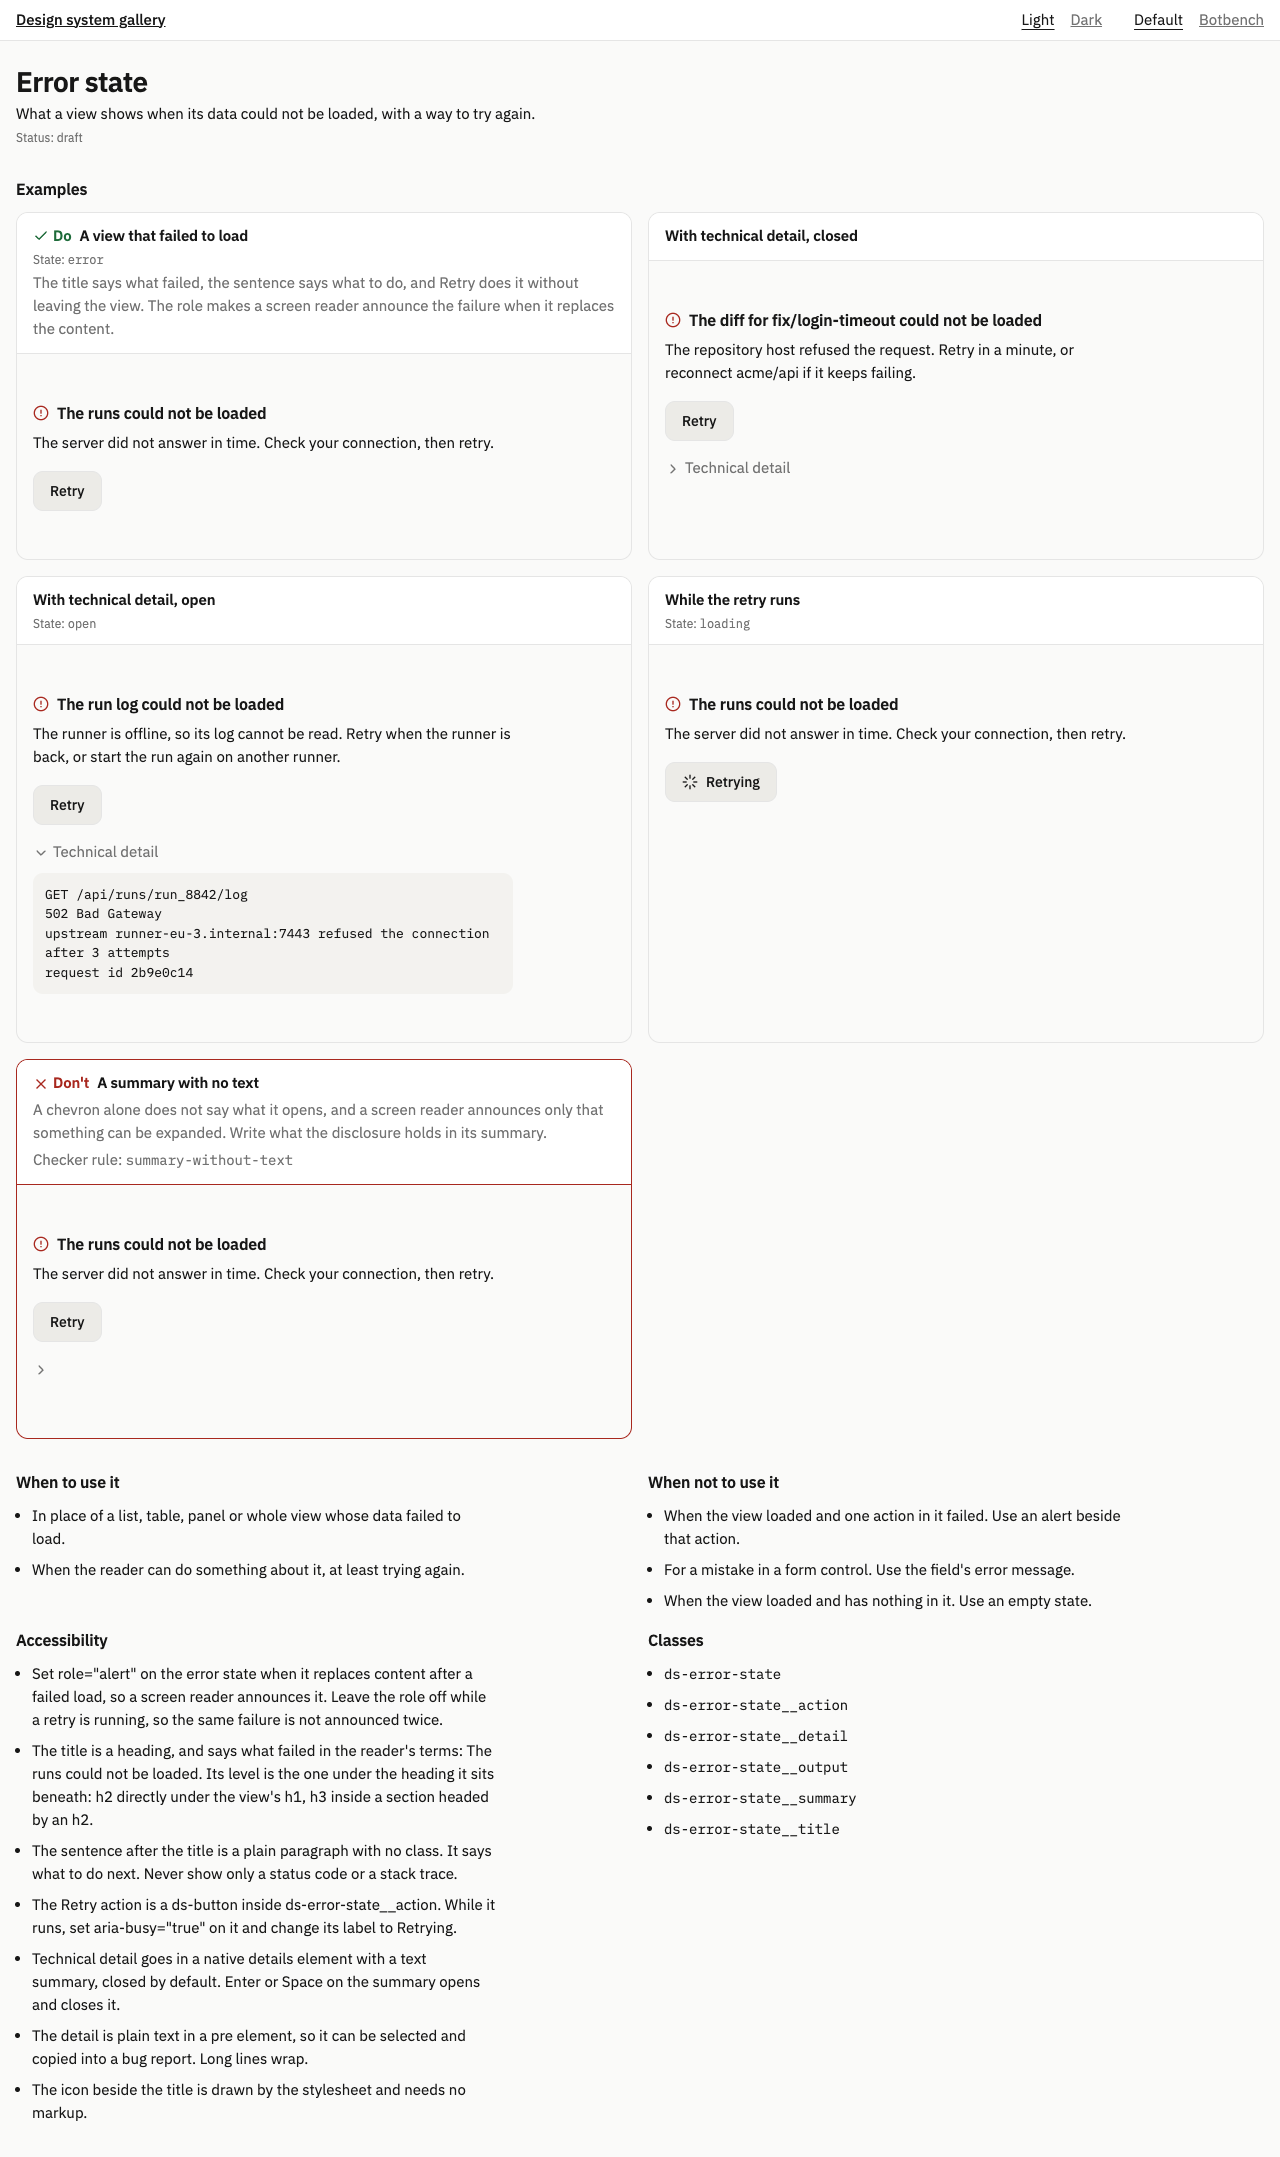 Design system gallery
Light Dark Default Botbench
Error state
What a view shows when its data could not be loaded, with a way to try again.
Status: draft
Examples
Do A view that failed to load
State: error
The title says what failed, the sentence says what to do, and Retry does it without
leaving the view. The role makes a screen reader announce the failure when it replaces
the content.
The runs could not be loaded
The server did not answer in time. Check your connection, then retry.
Retry
With technical detail, closed
The diff for fix/login-timeout could not be loaded
The repository host refused the request. Retry in a minute, or
reconnect acme/api if it keeps failing.
Retry
Technical detail
With technical detail, open
State: open
The run log could not be loaded
The runner is offline, so its log cannot be read. Retry when the runner is
back, or start the run again on another runner.
Retry
Technical detail
GET /api/runs/run_8842/log
502 Bad Gateway
upstream runner-eu-3.internal:7443 refused the connection
after 3 attempts
request id 2b9e0c14
While the retry runs
State: loading
The runs could not be loaded
The server did not answer in time. Check your connection, then retry.
Retrying
Don't A summary with no text
A chevron alone does not say what it opens, and a screen reader announces only that
something can be expanded. Write what the disclosure holds in its summary.
Checker rule: summary-without-text
The runs could not be loaded
The server did not answer in time. Check your connection, then retry.
Retry
When to use it
In place of a list, table, panel or whole view whose data failed to
load.
When the reader can do something about it, at least trying again.
When not to use it
When the view loaded and one action in it failed. Use an alert beside
that action.
For a mistake in a form control. Use the field's error message.
When the view loaded and has nothing in it. Use an empty state.
Accessibility
Set role="alert" on the error state when it replaces content after a
failed load, so a screen reader announces it. Leave the role off while
a retry is running, so the same failure is not announced twice.
The title is a heading, and says what failed in the reader's terms: The
runs could not be loaded. Its level is the one under the heading it sits
beneath: h2 directly under the view's h1, h3 inside a section headed
by an h2.
The sentence after the title is a plain paragraph with no class. It says
what to do next. Never show only a status code or a stack trace.
The Retry action is a ds-button inside ds-error-state__action. While it
runs, set aria-busy="true" on it and change its label to Retrying.
Technical detail goes in a native details element with a text
summary, closed by default. Enter or Space on the summary opens
and closes it.
The detail is plain text in a pre element, so it can be selected and
copied into a bug report. Long lines wrap.
The icon beside the title is drawn by the stylesheet and needs no
markup.
Classes
ds-error-state
ds-error-state__action
ds-error-state__detail
ds-error-state__output
ds-error-state__summary
ds-error-state__title